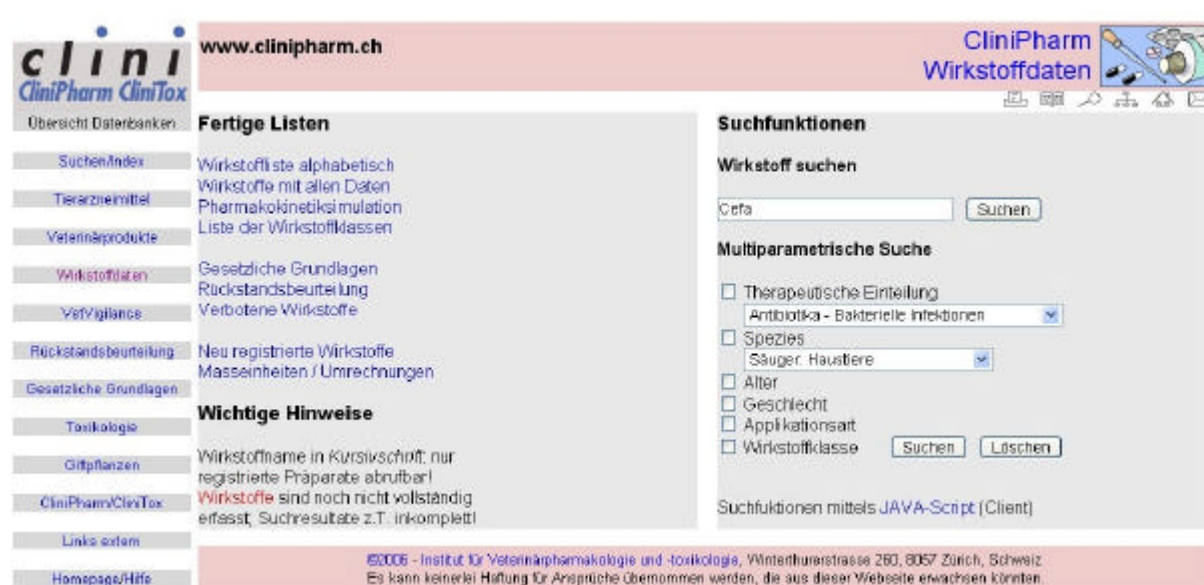 clini
CliniPharm CliniTox
www.clinipharm.ch
CliniPharm
Wirkstoffdaten
Übersicht Datenbanken
Suchen/Index
Tierarzneimittel
Veterinärprodukte
Wirkstoffdaten
VetVigilance
Rückstandsbeurteilung
Gesetzliche Grundlagen
Toxikologie
Giftpflanzen
CliniPharm/CliniTox
Links extern
Homepage/Hilfe
Fertige Listen
Wirkstoffliste alphabetisch
Wirkstoffe mit allen Daten
Pharmakokinetiksimulation
Liste der Wirkstoffklassen
Gesetzliche Grundlagen
Rückstandsbeurteilung
Verbotene Wirkstoffe
Neu registrierte Wirkstoffe
Masseinheiten / Umrechnungen
Wichtige Hinweise
Wirkstoffname in Kursivschrift: nur
registrierte Präparate abrufbar!
Wirkstoffe sind noch nicht vollständig
erfasst, Suchresultate z.T. inkomplett!
Suchfunktionen
Wirkstoff suchen
Cefa Suchen
Multiparametrische Suche
Therapeutische Einteilung
Antibiotika - Bakterielle Infektionen
Spezies
Säuger: Haustiere
Alter
Geschlecht
Applikationsart
Wirkstoffklasse Suchen Löschen
Suchfuktionen mittels JAVA-Script (Client)
©2006 - Institut für Veterinärpharmakologie und -toxikologie, Winterthurerstrasse 260, 8057 Zürich, Schweiz
Es kann keinerlei Haftung für Ansprüche übernommen werden, die aus dieser Webseite erwachsen könnten